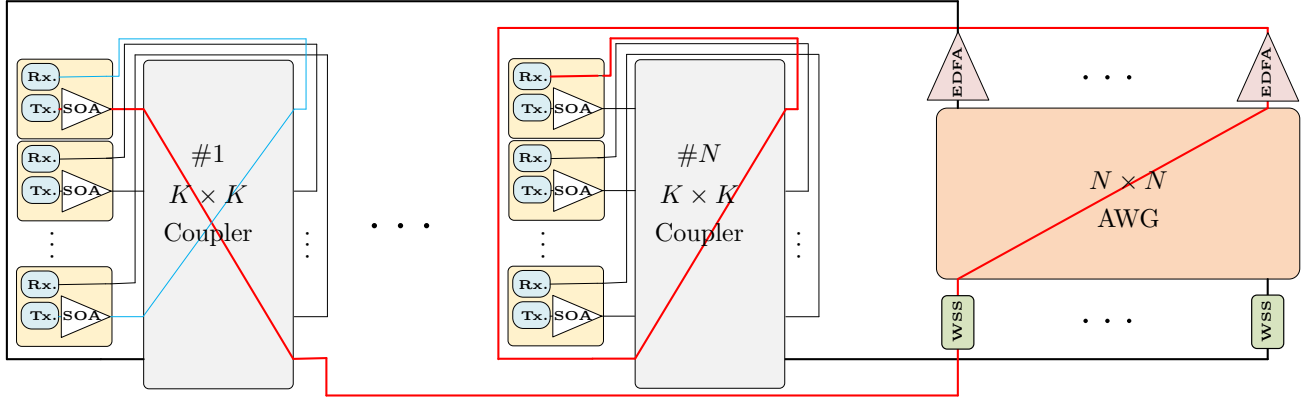 Rx.
Tx. SOA
Rx.
Tx. SOA
⋮
Rx.
Tx. SOA
#1
K × K
Coupler
⋮
. . .
Rx.
Tx. SOA
Rx.
Tx. SOA
⋮
Rx.
Tx. SOA
#N
K × K
Coupler
⋮
EDFA
. . .
EDFA
N × N
AWG
WSS
. . .
WSS